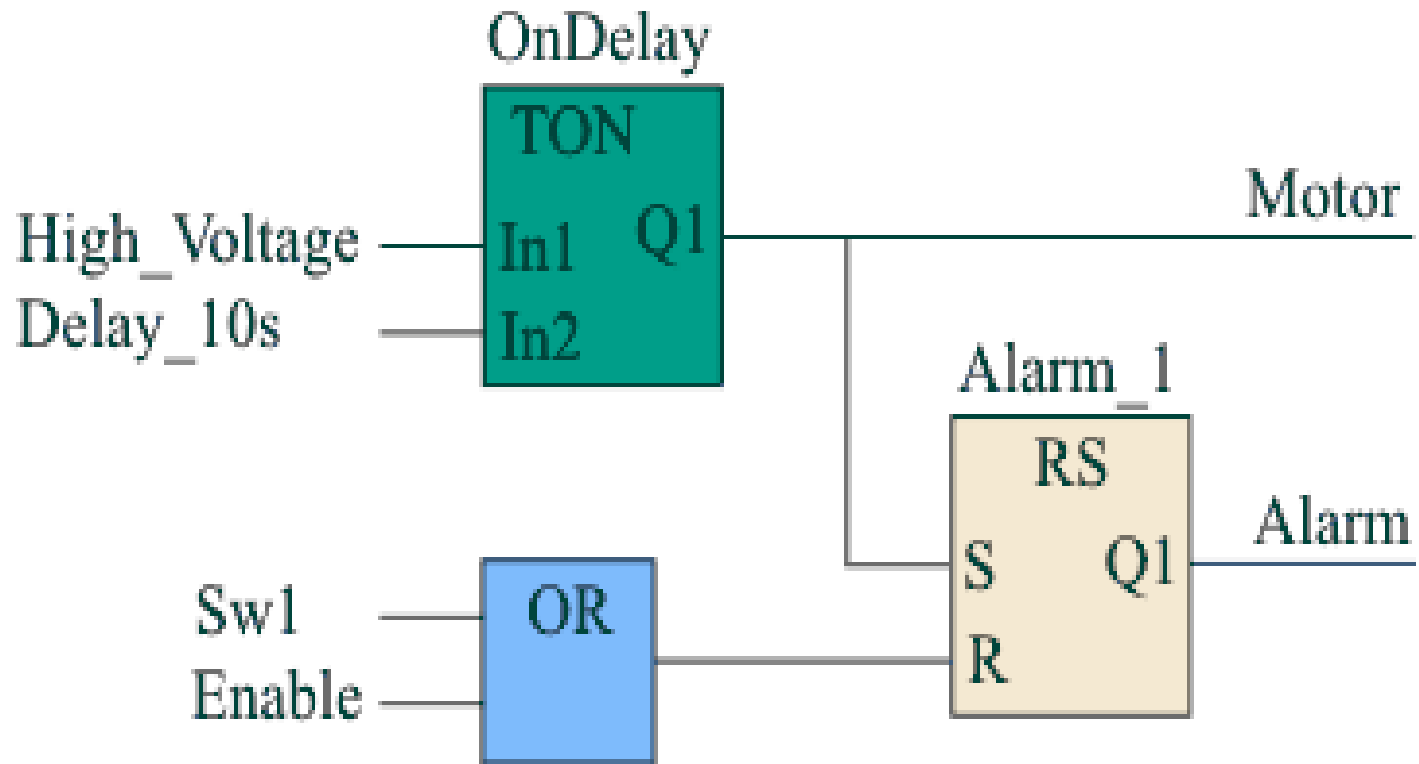 OnDelay
TON
High_Voltage
In1
Q1
Motor
Delay_10s
In2
Alarm_1
RS
S
Q1
Alarm
R
Sw1
OR
Enable